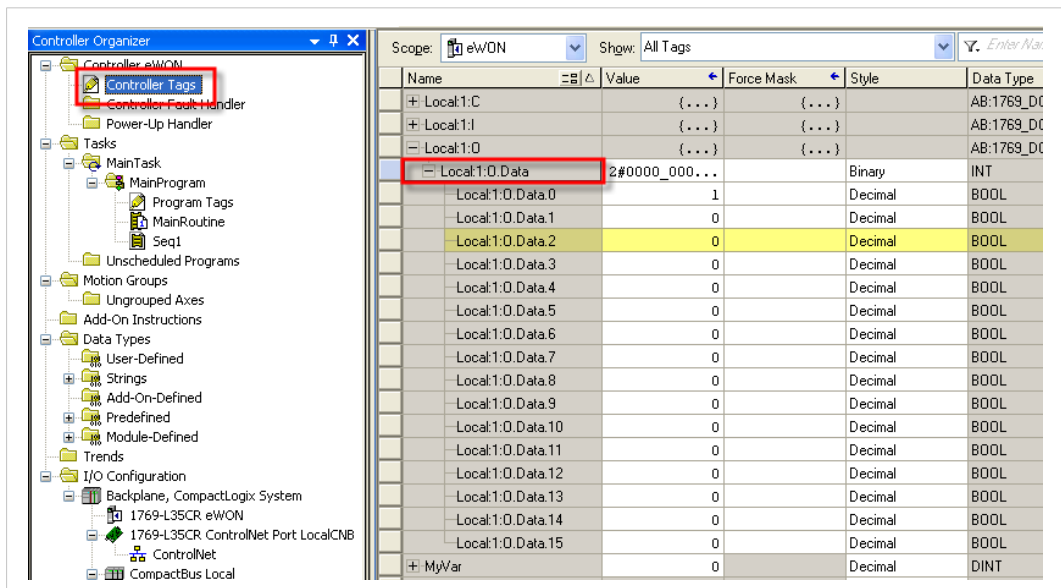 Controller Organizer
Controller eWON
Controller Tags
Controller Fault Handler
Power-Up Handler
Tasks
MainTask
MainProgram
Program Tags
MainRoutine
Seq1
Unscheduled Programs
Motion Groups
Ungrouped Axes
Add-On Instructions
Data Types
User-Defined
Strings
Add-On-Defined
Predefined
Module-Defined
Trends
I/O Configuration
Backplane, CompactLogix System
1769-L35CR eWON
1769-L35CR ControlNet Port LocalCNB
ControlNet
CompactBus Local
Scope: eWON Show: All Tags Enter Nam
Name Value Force Mask Style Data Type
Local:1:C {...} {...} AB:1769_DO
Local:1:I {...} {...} AB:1769_DO
Local:1:O {...} {...} AB:1769_DO
Local:1:O.Data 2#0000_000... Binary INT
Local:1:O.Data.0 1 Decimal BOOL
Local:1:O.Data.1 0 Decimal BOOL
Local:1:O.Data.2 0 Decimal BOOL
Local:1:O.Data.3 0 Decimal BOOL
Local:1:O.Data.4 0 Decimal BOOL
Local:1:O.Data.5 0 Decimal BOOL
Local:1:O.Data.6 0 Decimal BOOL
Local:1:O.Data.7 0 Decimal BOOL
Local:1:O.Data.8 0 Decimal BOOL
Local:1:O.Data.9 0 Decimal BOOL
Local:1:O.Data.10 0 Decimal BOOL
Local:1:O.Data.11 0 Decimal BOOL
Local:1:O.Data.12 0 Decimal BOOL
Local:1:O.Data.13 0 Decimal BOOL
Local:1:O.Data.14 0 Decimal BOOL
Local:1:O.Data.15 0 Decimal BOOL
MyVar 0 Decimal DINT